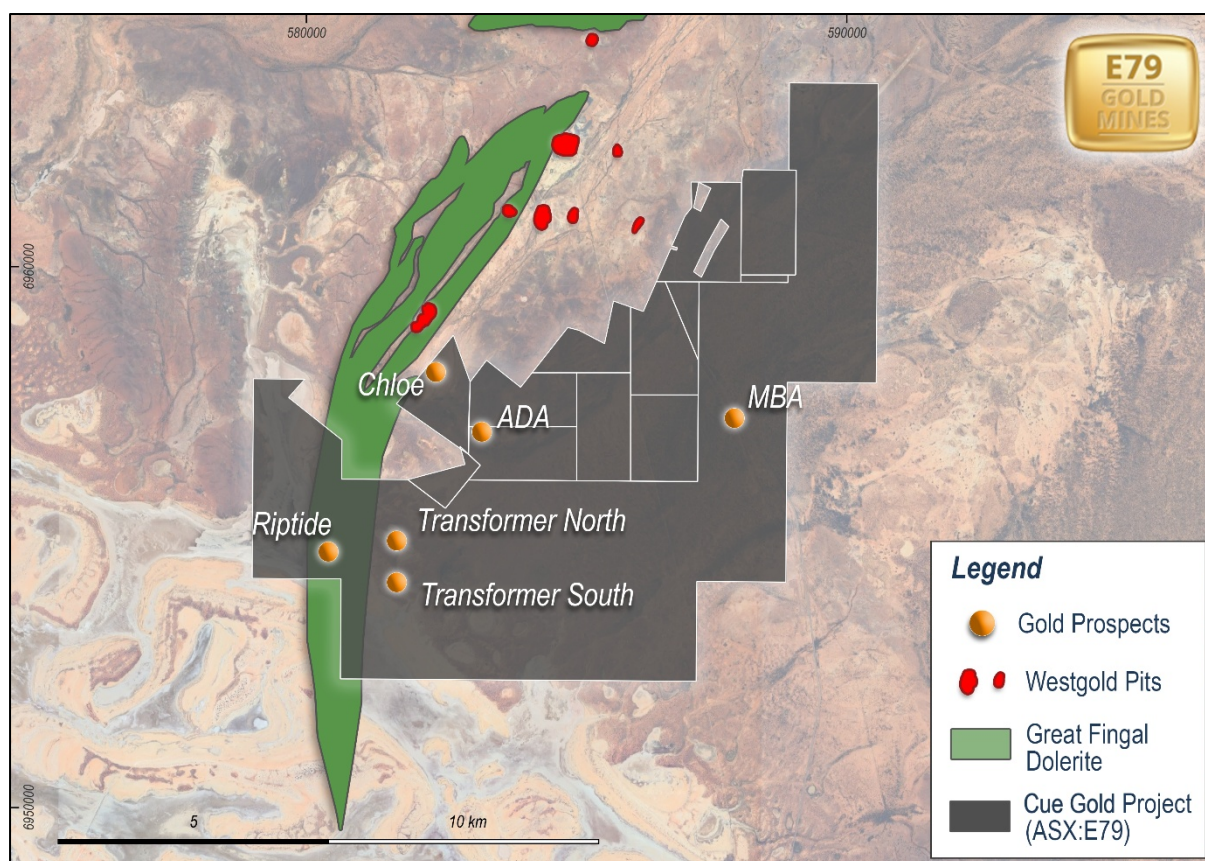 580000
590000
E79
GOLD
MINES
6960000
Chloe
ADA
MBA
Riptide
Transformer North
Transformer South
6950000
5
10 km
Legend
Gold Prospects
Westgold Pits
Great Fingal
Dolerite
Cue Gold Project
(ASX:E79)